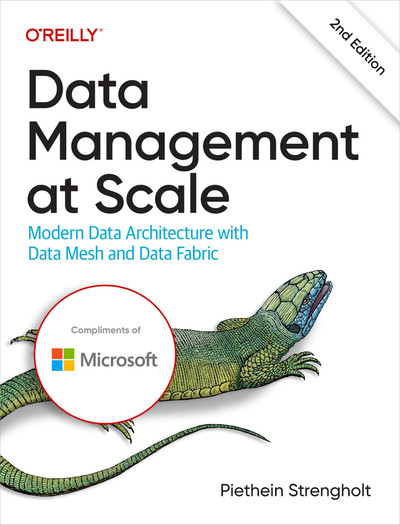 O'REILLY®
2nd Edition
Data
Management
at Scale
Modern Data Architecture with
Data Mesh and Data Fabric
Compliments of
Microsoft
Piethein Strengholt